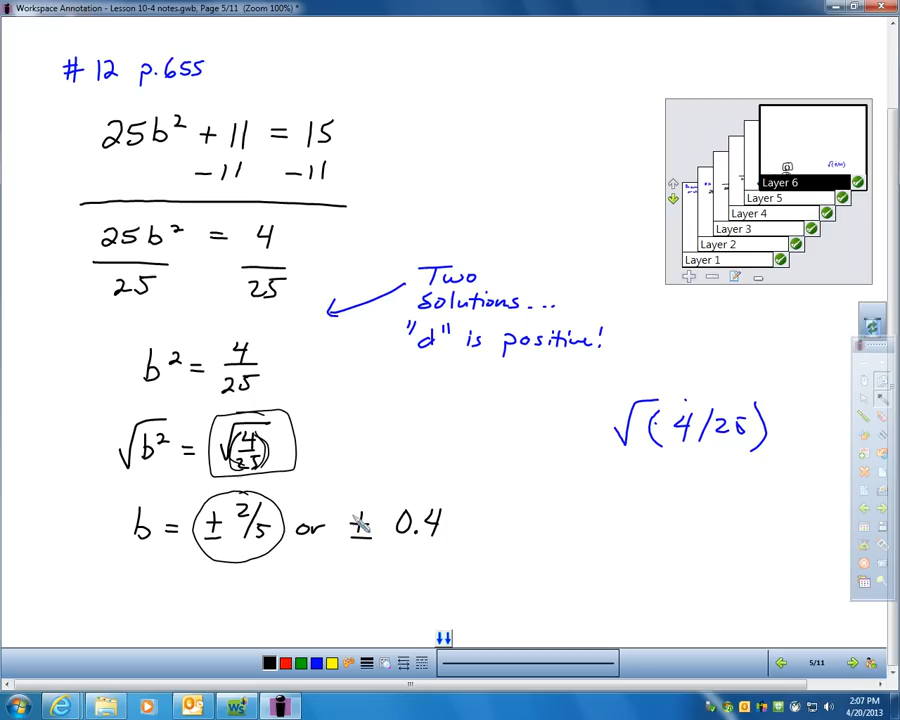 Workspace Annotation - Lesson 10-4 notes.gwb, Page 5/11 (Zoom 100%) *
# 12 p.655
25b² + 11 = 15
-11 -11
25b² = 4
25 25
Two
Solutions...
"d" is positive!
b² = 4/25
√b² = √(4/25)
√(4/25)
b = ± 2/5 or ± 0.4
Layer 6
Layer 5
Layer 4
Layer 3
Layer 2
Layer 1
5/11
2:07 PM
4/20/2013